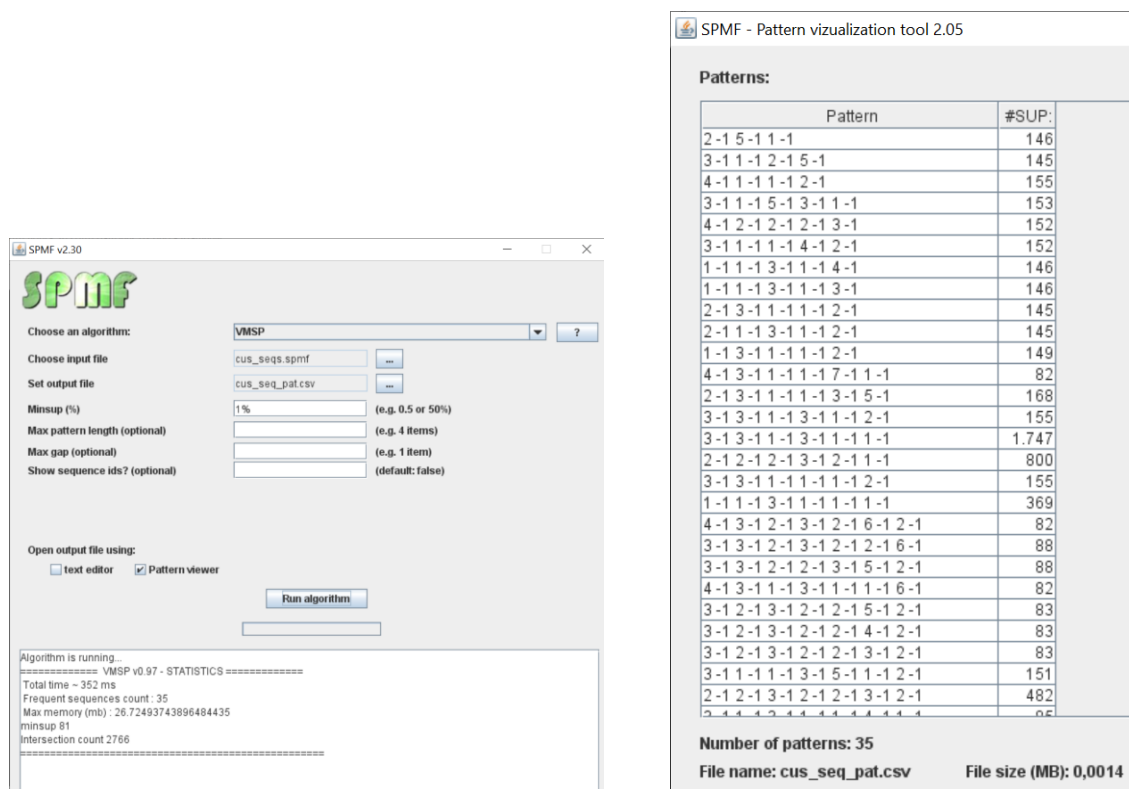 SPMF v2.30
SPMF
Choose an algorithm: VMSP ?
Choose input file cus_seqs.spmf ...
Set output file cus_seq_pat.csv ...
Minsup (%) 1% (e.g. 0.5 or 50%)
Max pattern length (optional) (e.g. 4 items)
Max gap (optional) (e.g. 1 item)
Show sequence ids? (optional) (default: false)
Open output file using:
text editor Pattern viewer
Run algorithm
Algorithm is running...
============= VMSP v0.97 - STATISTICS =============
Total time ~ 352 ms
Frequent sequences count : 35
Max memory (mb) : 26.72493743896484435
minsup 81
Intersection count 2766
===================================================
SPMF - Pattern vizualization tool 2.05
Patterns:
Pattern #SUP:
2 -1 5 -1 1 -1 146
3 -1 1 -1 2 -1 5 -1 145
4 -1 1 -1 1 -1 2 -1 155
3 -1 1 -1 5 -1 3 -1 1 -1 153
4 -1 2 -1 2 -1 2 -1 3 -1 152
3 -1 1 -1 1 -1 4 -1 2 -1 152
1 -1 1 -1 3 -1 1 -1 4 -1 146
1 -1 1 -1 3 -1 1 -1 3 -1 146
2 -1 3 -1 1 -1 1 -1 2 -1 145
2 -1 1 -1 3 -1 1 -1 2 -1 145
1 -1 3 -1 1 -1 1 -1 2 -1 149
4 -1 3 -1 1 -1 1 -1 7 -1 1 -1 82
2 -1 3 -1 1 -1 1 -1 3 -1 5 -1 168
3 -1 3 -1 1 -1 3 -1 1 -1 2 -1 155
3 -1 3 -1 1 -1 3 -1 1 -1 1 -1 1.747
2 -1 2 -1 2 -1 3 -1 2 -1 1 -1 800
3 -1 3 -1 1 -1 1 -1 1 -1 2 -1 155
1 -1 1 -1 3 -1 1 -1 1 -1 1 -1 369
4 -1 3 -1 2 -1 3 -1 2 -1 6 -1 2 -1 82
3 -1 3 -1 2 -1 3 -1 2 -1 2 -1 6 -1 88
3 -1 3 -1 2 -1 2 -1 3 -1 5 -1 2 -1 88
4 -1 3 -1 1 -1 3 -1 1 -1 1 -1 6 -1 82
3 -1 2 -1 3 -1 2 -1 2 -1 5 -1 2 -1 83
3 -1 2 -1 3 -1 2 -1 2 -1 4 -1 2 -1 83
3 -1 2 -1 3 -1 2 -1 2 -1 3 -1 2 -1 83
3 -1 1 -1 1 -1 3 -1 5 -1 1 -1 2 -1 151
2 -1 2 -1 3 -1 2 -1 2 -1 3 -1 2 -1 482
Number of patterns: 35
File name: cus_seq_pat.csv File size (MB): 0,0014